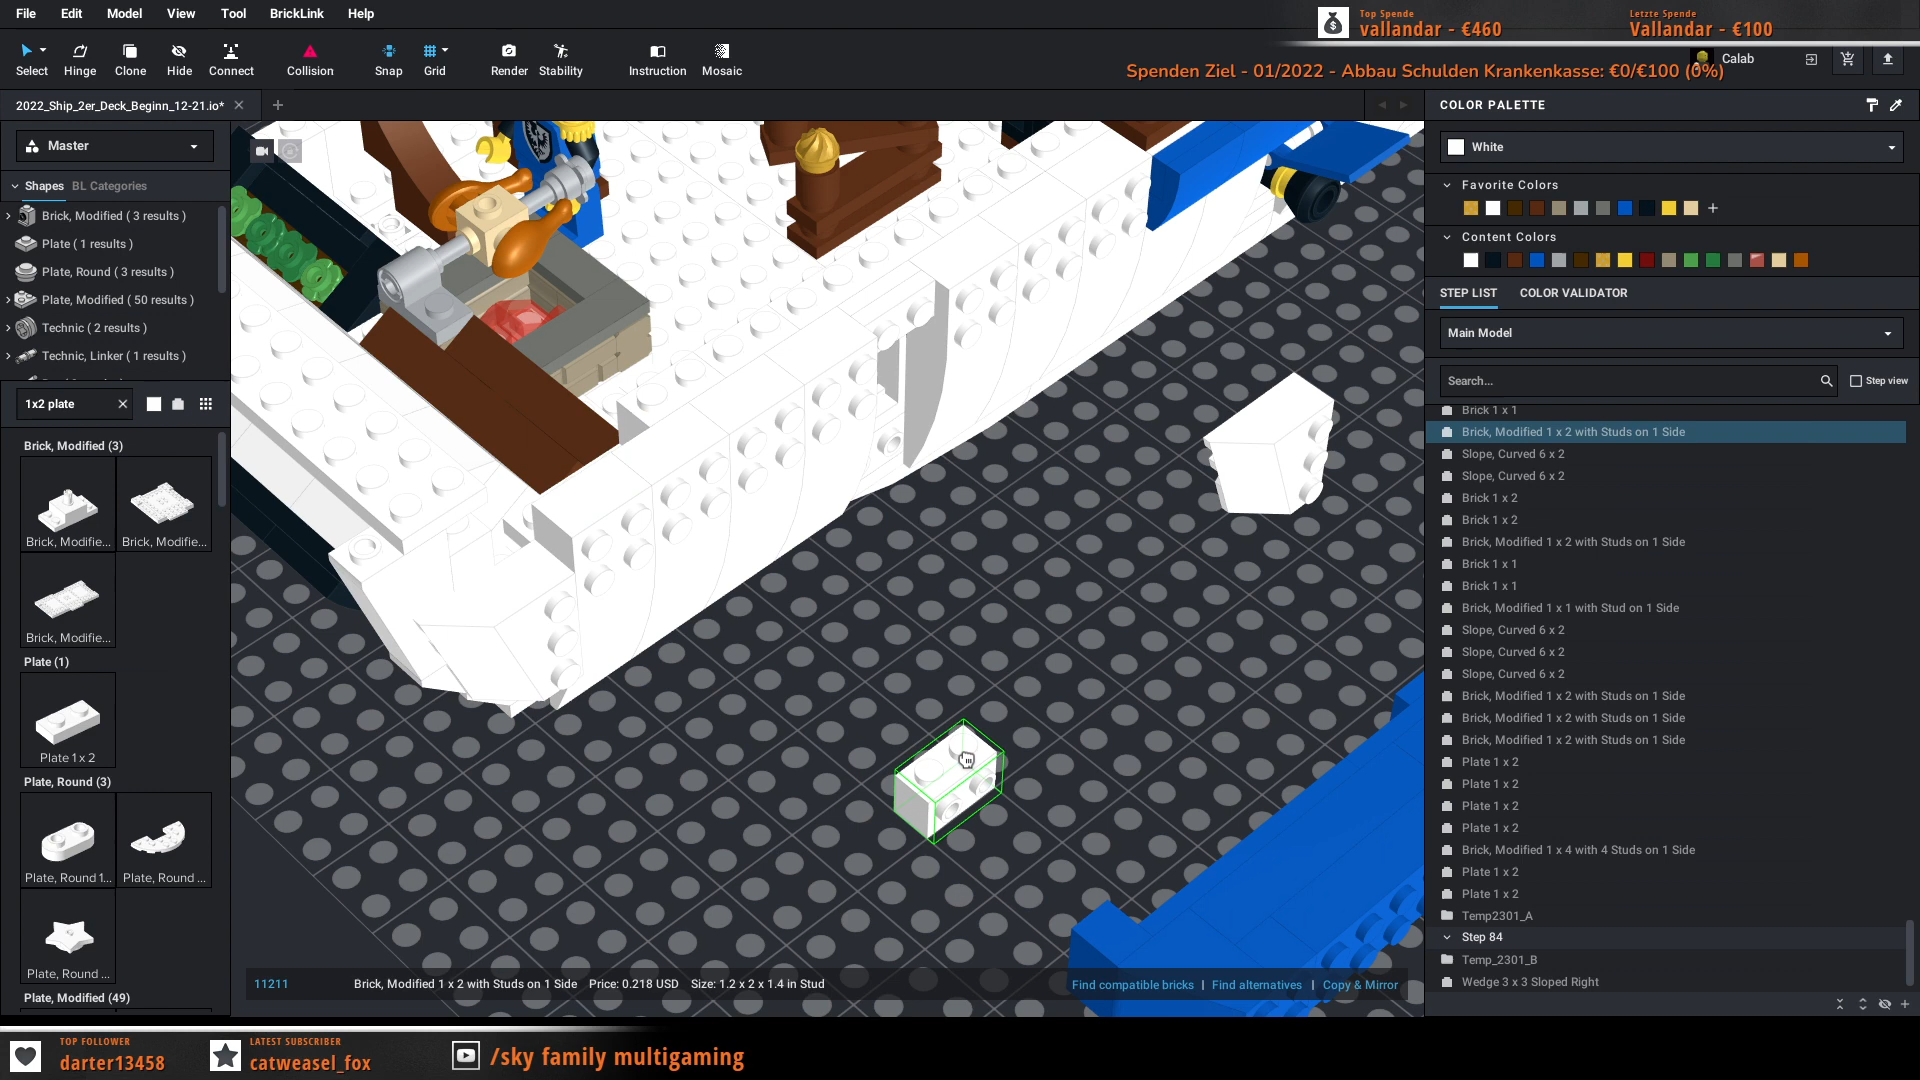 File Edit Model View Tool BrickLink Help
Top Spende
vallandar - €460
Letzte Spende
Vallandar - €100
Select Hinge Clone Hide Connect Collision Snap Grid Render Stability Instruction Mosaic
Calab
Spenden Ziel - 01/2022 - Abbau Schulden Krankenkasse: €0/€100 (0%)
2022_Ship_2er_Deck_Beginn_12-21.io*
Master
Shapes BL Categories
Brick, Modified ( 3 results )
Plate ( 1 results )
Plate, Round ( 3 results )
Plate, Modified ( 50 results )
Technic ( 2 results )
Technic, Linker ( 1 results )
1x2 plate
Brick, Modified (3)
Brick, Modifie... Brick, Modifie...
Brick, Modifie...
Plate (1)
Plate 1 x 2
Plate, Round (3)
Plate, Round 1... Plate, Round ...
Plate, Round ...
Plate, Modified (49)
11211 Brick, Modified 1 x 2 with Studs on 1 Side Price: 0.218 USD Size: 1.2 x 2 x 1.4 in Stud
Find compatible bricks | Find alternatives | Copy & Mirror
COLOR PALETTE
White
Favorite Colors
Content Colors
STEP LIST COLOR VALIDATOR
Main Model
Search... Step view
Brick 1 x 1
Brick, Modified 1 x 2 with Studs on 1 Side
Slope, Curved 6 x 2
Slope, Curved 6 x 2
Brick 1 x 2
Brick 1 x 2
Brick, Modified 1 x 2 with Studs on 1 Side
Brick 1 x 1
Brick 1 x 1
Brick, Modified 1 x 1 with Stud on 1 Side
Slope, Curved 6 x 2
Slope, Curved 6 x 2
Slope, Curved 6 x 2
Brick, Modified 1 x 2 with Studs on 1 Side
Brick, Modified 1 x 2 with Studs on 1 Side
Brick, Modified 1 x 2 with Studs on 1 Side
Plate 1 x 2
Plate 1 x 2
Plate 1 x 2
Plate 1 x 2
Brick, Modified 1 x 4 with 4 Studs on 1 Side
Plate 1 x 2
Plate 1 x 2
Temp2301_A
Step 84
Temp_2301_B
Wedge 3 x 3 Sloped Right
TOP FOLLOWER
darter13458
LATEST SUBSCRIBER
catweasel_fox
/sky family multigaming